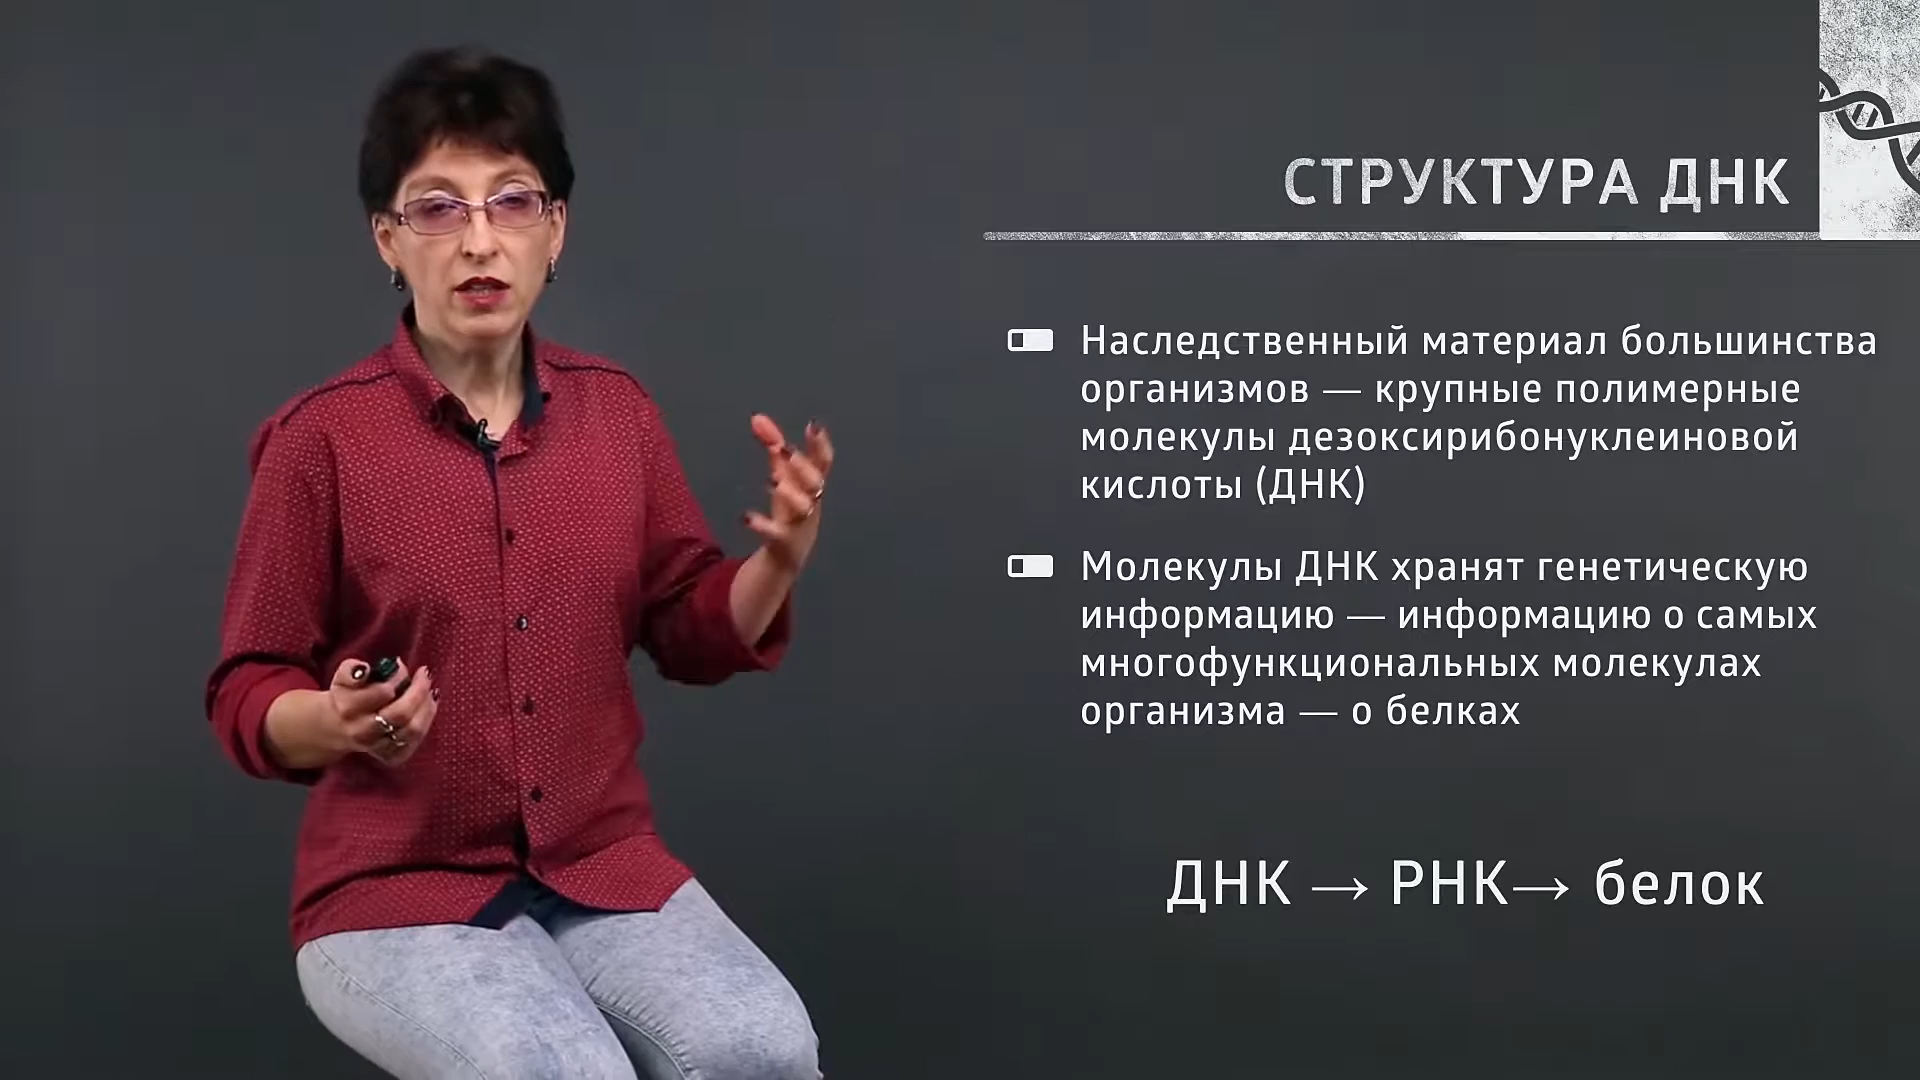 СТРУКТУРА ДНК
Наследственный материал большинства
организмов — крупные полимерные
молекулы дезоксирибонуклеиновой
кислоты (ДНК)
Молекулы ДНК хранят генетическую
информацию — информацию о самых
многофункциональных молекулах
организма — о белках
ДНК → РНК→ белок